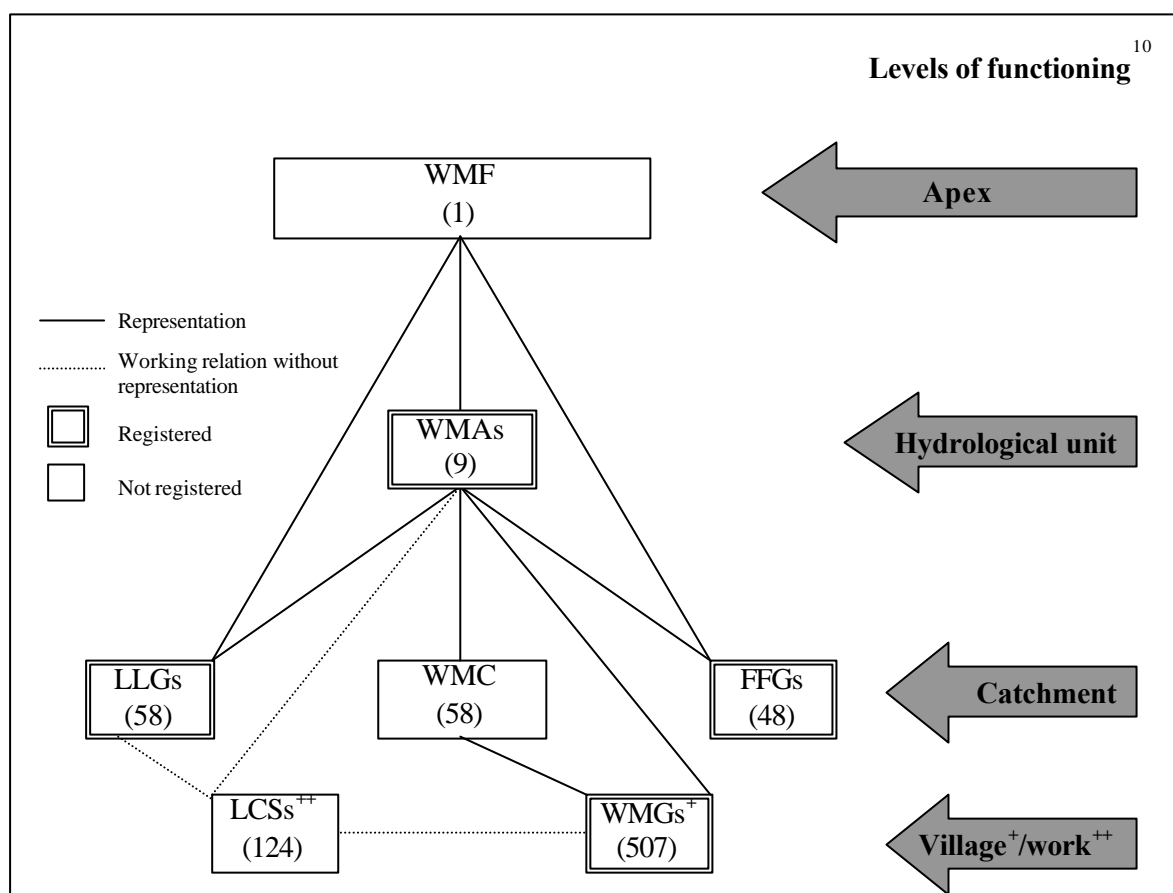 10
Levels of functioning
WMF
(1)
Apex
Representation
Working relation without
representation
Registered
Not registered
WMAs
(9)
Hydrological unit
LLGs
(58)
WMC
(58)
FFGs
(48)
Catchment
LCSs++
(124)
WMGs+
(507)
Village+/work++